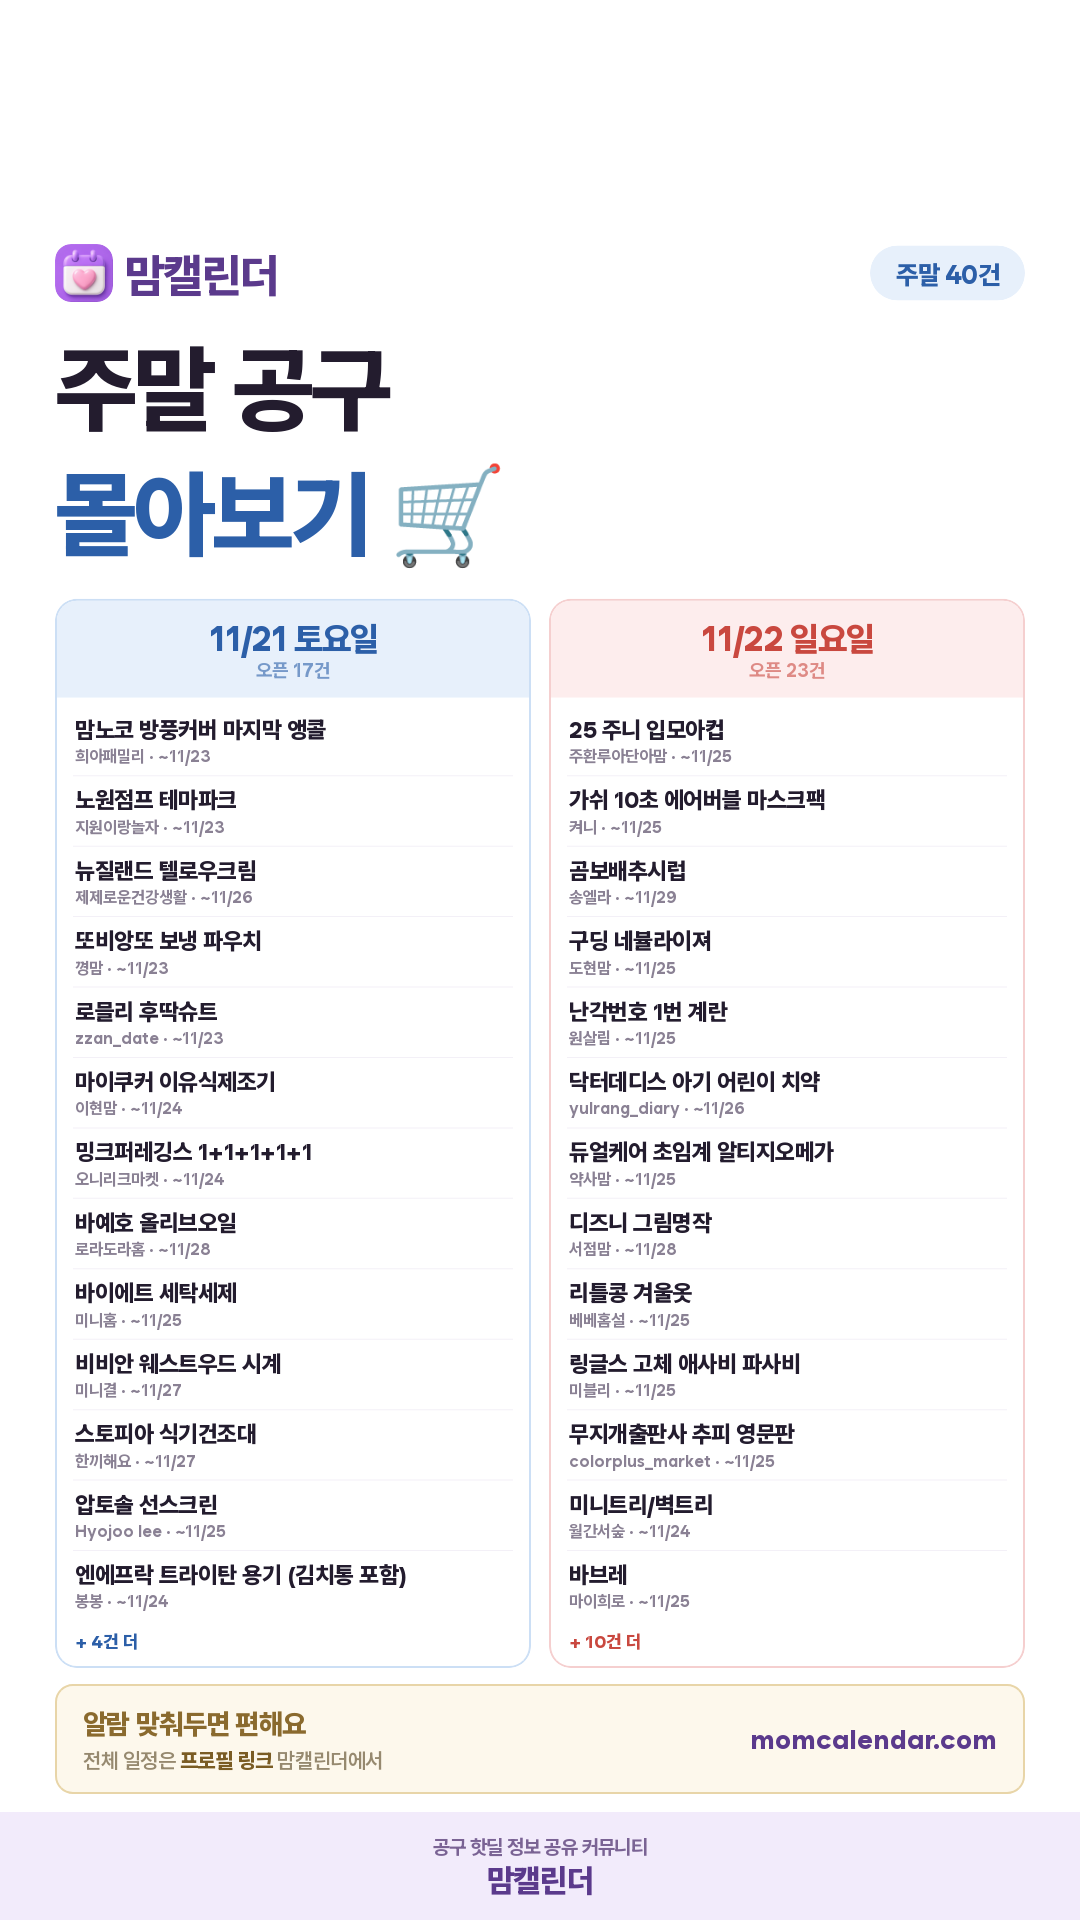 맘캘린더
주말 40건
주말 공구
몰아보기
11/21 토요일
오픈 17건
맘노코 방풍커버 마지막 앵콜
희아패밀리 · ~11/23
노원점프 테마파크
지원이랑놀자 · ~11/23
뉴질랜드 텔로우크림
제제로운건강생활 · ~11/26
또비앙또 보냉 파우치
꼉맘 · ~11/23
로믈리 후딱슈트
zzan_date · ~11/23
마이쿠커 이유식제조기
이현맘 · ~11/24
밍크퍼레깅스 1+1+1+1+1
오니리크마켓 · ~11/24
바예호 올리브오일
로라도라홈 · ~11/28
바이에트 세탁세제
미니홈 · ~11/25
비비안 웨스트우드 시계
미니결 · ~11/27
스토피아 식기건조대
한끼해요 · ~11/27
압토솔 선스크린
Hyojoo lee · ~11/25
엔에프락 트라이탄 용기 (김치통 포함)
봉봉 · ~11/24
+ 4건 더
11/22 일요일
오픈 23건
25 주니 입모아컵
주환루아단아맘 · ~11/25
가쉬 10초 에어버블 마스크팩
켜니 · ~11/25
곰보배추시럽
송엘라 · ~11/29
구딩 네뷸라이져
도현맘 · ~11/25
난각번호 1번 계란
원살림 · ~11/25
닥터데디스 아기 어린이 치약
yulrang_diary · ~11/26
듀얼케어 초임계 알티지오메가
약사맘 · ~11/25
디즈니 그림명작
서점맘 · ~11/28
리틀콩 겨울옷
베베홈설 · ~11/25
링글스 고체 애사비 파사비
미블리 · ~11/25
무지개출판사 추피 영문판
colorplus_market · ~11/25
미니트리/벽트리
월간서숲 · ~11/24
바브레
마이희로 · ~11/25
+ 10건 더
알람 맞춰두면 편해요
전체 일정은 프로필 링크 맘캘린더에서
momcalendar.com
공구 핫딜 정보 공유 커뮤니티
맘캘린더